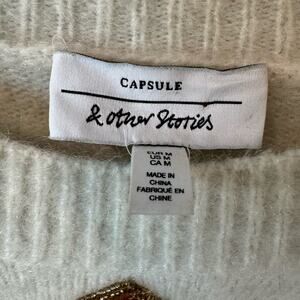 CAPSULE
& other Stories
EUR M
US M
CA M
MADE IN
CHINA
FABRIQUÉ EN
CHINE